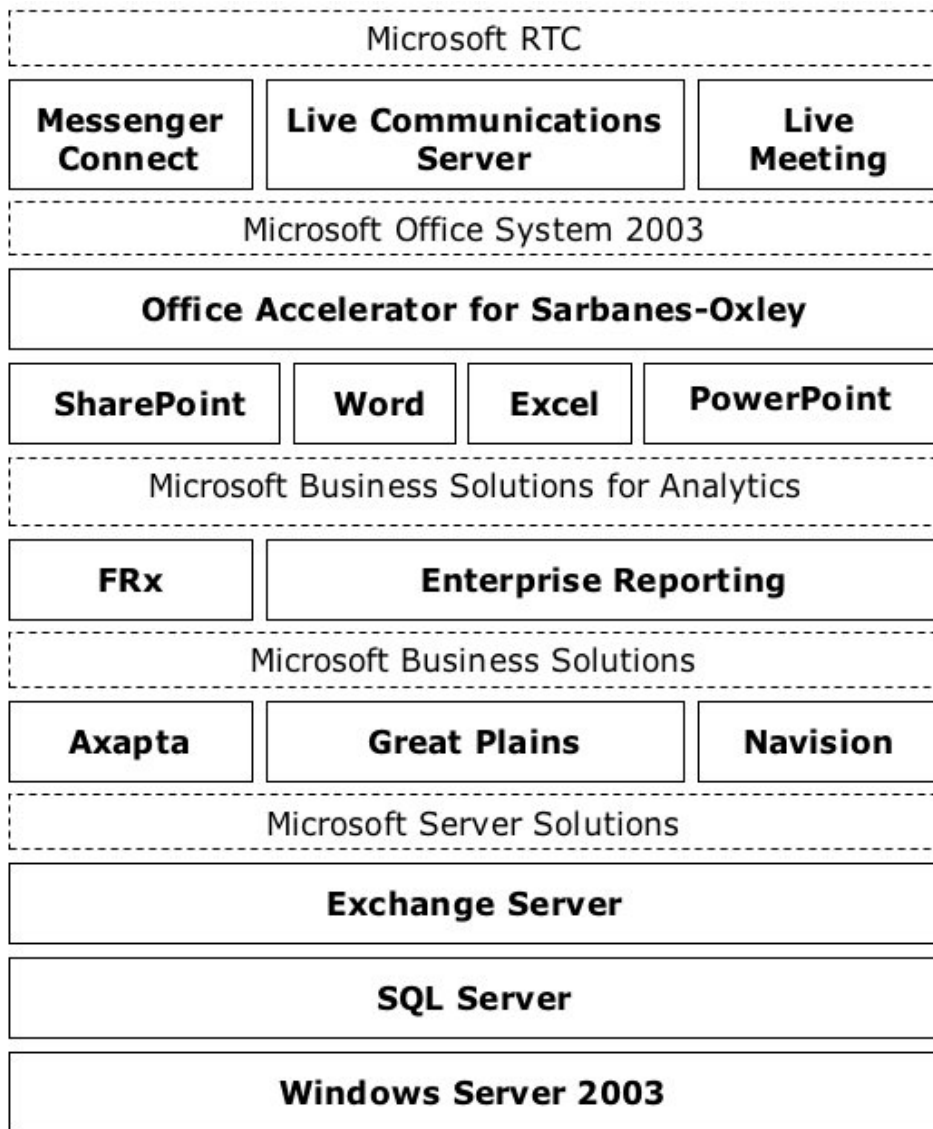 Microsoft RTC
Messenger
Connect
Live Communications
Server
Live
Meeting
Microsoft Office System 2003
Office Accelerator for Sarbanes-Oxley
SharePoint
Word
Excel
PowerPoint
Microsoft Business Solutions for Analytics
FRx
Enterprise Reporting
Microsoft Business Solutions
Axapta
Great Plains
Navision
Microsoft Server Solutions
Exchange Server
SQL Server
Windows Server 2003